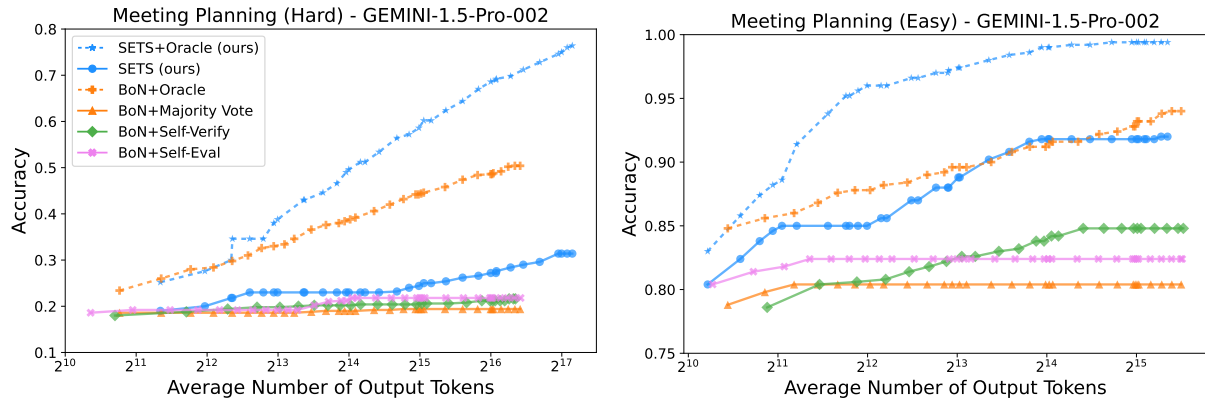 Meeting Planning (Hard) - GEMINI-1.5-Pro-002
0.8
0.7
0.6
0.5
0.4
0.3
0.2
0.1
Accuracy
SETS+Oracle (ours)
SETS (ours)
BoN+Oracle
BoN+Majority Vote
BoN+Self-Verify
BoN+Self-Eval
2^10 2^11 2^12 2^13 2^14 2^15 2^16 2^17
Average Number of Output Tokens
Meeting Planning (Easy) - GEMINI-1.5-Pro-002
1.00
0.95
0.90
0.85
0.80
0.75
Accuracy
2^10 2^11 2^12 2^13 2^14 2^15
Average Number of Output Tokens